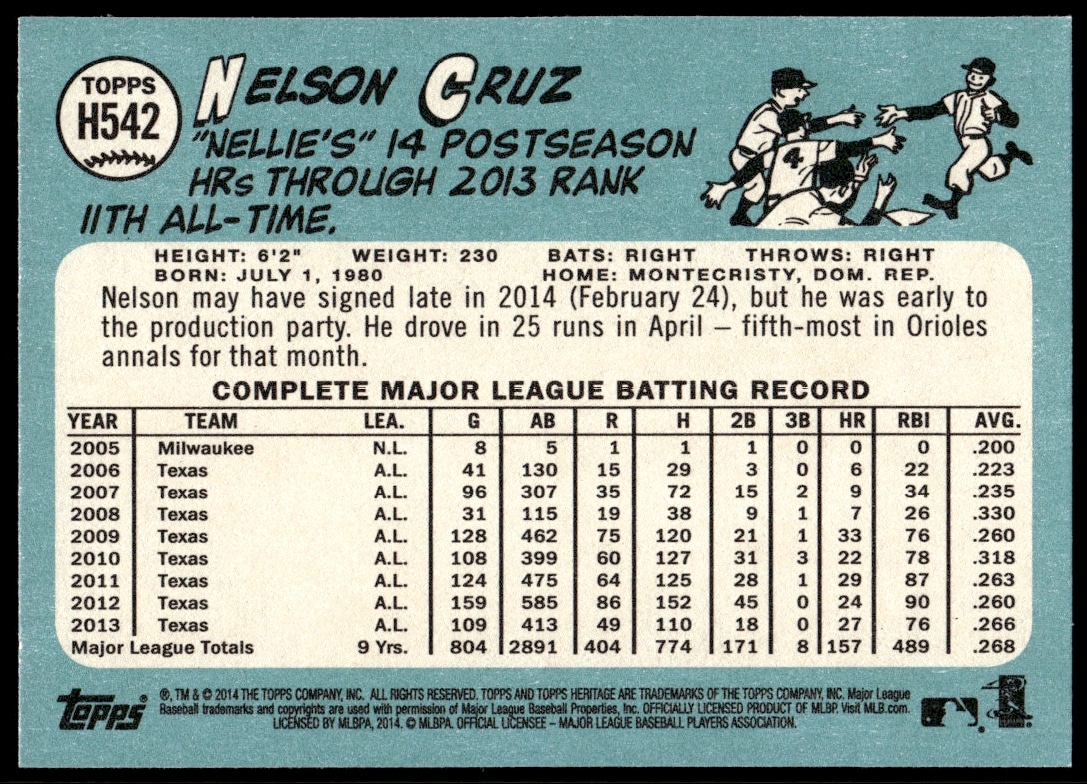 TOPPS
H542
NELSON CRUZ
"NELLIE'S" 14 POSTSEASON
HRs THROUGH 2013 RANK
11TH ALL-TIME.
4
HEIGHT: 6'2" WEIGHT: 230 BATS: RIGHT THROWS: RIGHT
BORN: JULY 1, 1980 HOME: MONTECRISTY, DOM. REP.
Nelson may have signed late in 2014 (February 24), but he was early to
the production party. He drove in 25 runs in April – fifth-most in Orioles
annals for that month.
COMPLETE MAJOR LEAGUE BATTING RECORD
YEAR TEAM LEA. G AB R H 2B 3B HR RBI AVG.
2005 Milwaukee N.L. 8 5 1 1 1 0 0 0 .200
2006 Texas A.L. 41 130 15 29 3 0 6 22 .223
2007 Texas A.L. 96 307 35 72 15 2 9 34 .235
2008 Texas A.L. 31 115 19 38 9 1 7 26 .330
2009 Texas A.L. 128 462 75 120 21 1 33 76 .260
2010 Texas A.L. 108 399 60 127 31 3 22 78 .318
2011 Texas A.L. 124 475 64 125 28 1 29 87 .263
2012 Texas A.L. 159 585 86 152 45 0 24 90 .260
2013 Texas A.L. 109 413 49 110 18 0 27 76 .266
Major League Totals 9 Yrs. 804 2891 404 774 171 8 157 489 .268
topps ® ®, TM & © 2014 THE TOPPS COMPANY, INC. ALL RIGHTS RESERVED. TOPPS AND TOPPS HERITAGE ARE TRADEMARKS OF THE TOPPS COMPANY, INC. Major League
Baseball trademarks and copyrights are used with permission of Major League Baseball Properties, Inc. OFFICIALLY LICENSED PRODUCT OF MLBP. Visit MLB.com.
LICENSED BY MLBPA, 2014. © MLBPA. OFFICIAL LICENSEE – MAJOR LEAGUE BASEBALL PLAYERS ASSOCIATION.